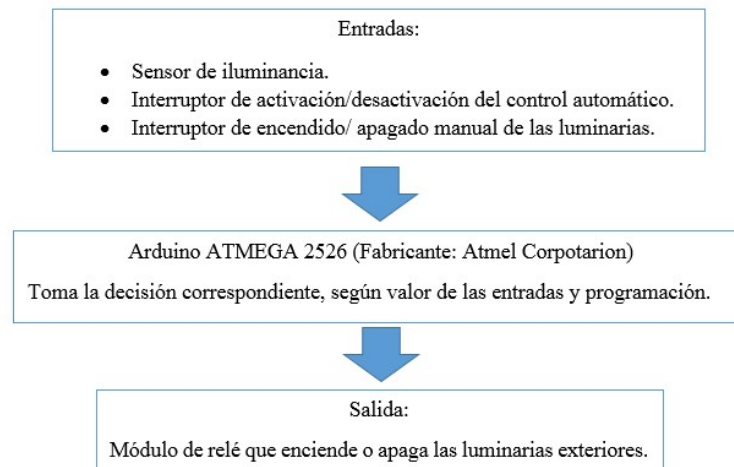 Entradas:
• Sensor de iluminancia.
• Interruptor de activación/desactivación del control automático.
• Interruptor de encendido/ apagado manual de las luminarias.
Arduino ATMEGA 2526 (Fabricante: Atmel Corpotarion)
Toma la decisión correspondiente, según valor de las entradas y programación.
Salida:
Módulo de relé que enciende o apaga las luminarias exteriores.